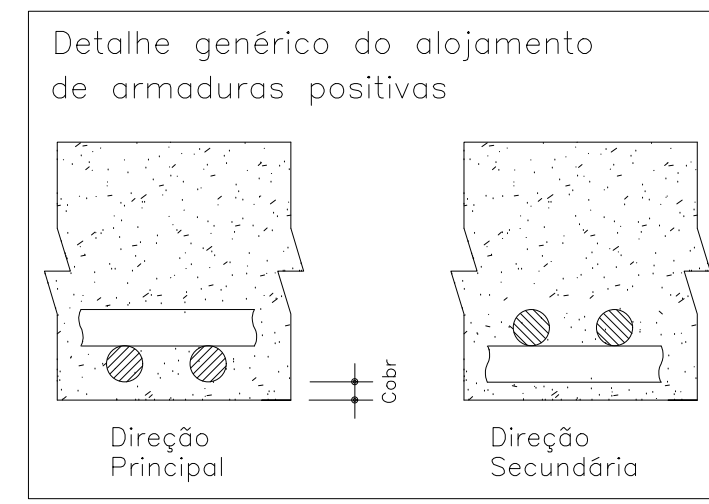 Detalhe genérico do alojamento
de armaduras positivas
Cobr
Direção
Principal
Direção
Secundária